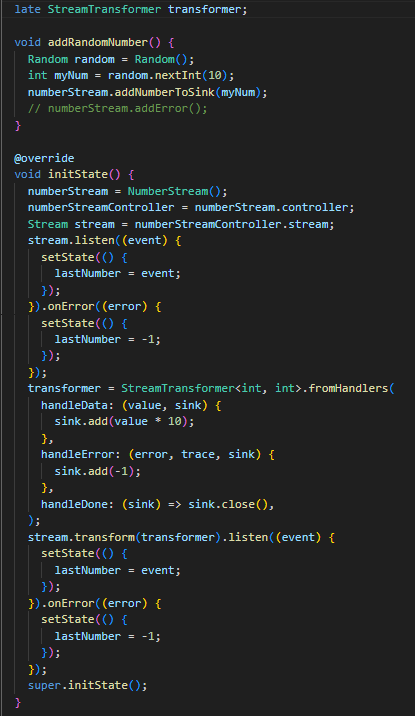 late StreamTransformer transformer;
void addRandomNumber() {
Random random = Random();
int myNum = random.nextInt(10);
numberStream.addNumberToSink(myNum);
// numberStream.addError();
}
@override
void initState() {
numberStream = NumberStream();
numberStreamController = numberStream.controller;
Stream stream = numberStreamController.stream;
stream.listen((event) {
setState(() {
lastNumber = event;
});
}).onError((error) {
setState(() {
lastNumber = -1;
});
});
transformer = StreamTransformer<int, int>.fromHandlers(
handleData: (value, sink) {
sink.add(value * 10);
},
handleError: (error, trace, sink) {
sink.add(-1);
},
handleDone: (sink) => sink.close(),
);
stream.transform(transformer).listen((event) {
setState(() {
lastNumber = event;
});
}).onError((error) {
setState(() {
lastNumber = -1;
});
});
super.initState();
}